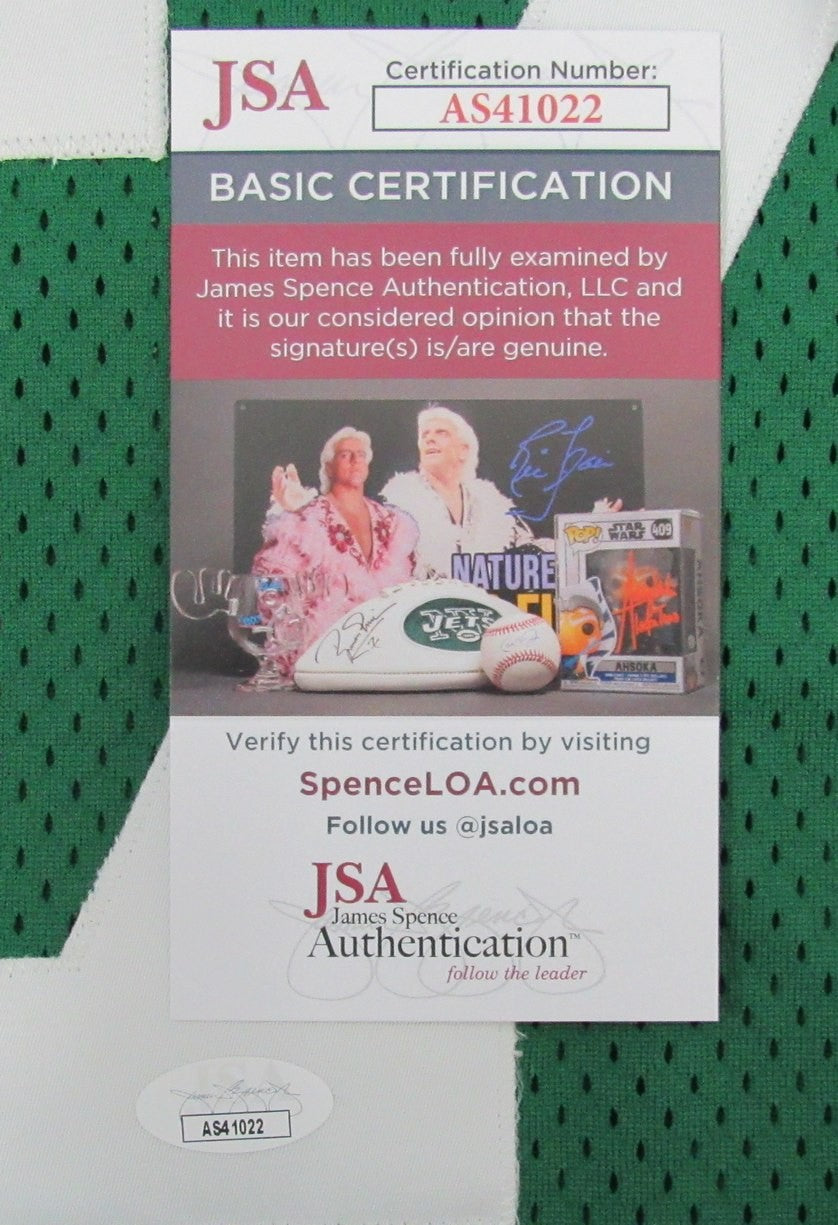 JSA
Certification Number:
AS41022
BASIC CERTIFICATION
This item has been fully examined by
James Spence Authentication, LLC and
it is our considered opinion that the
signature(s) is/are genuine.
NATURE
POP!
STAR
WARS
409
JETS
AHSOKA
Verify this certification by visiting
SpenceLOA.com
Follow us @jsaloa
JSA
James Spence
Authentication™
follow the leader
AS41022